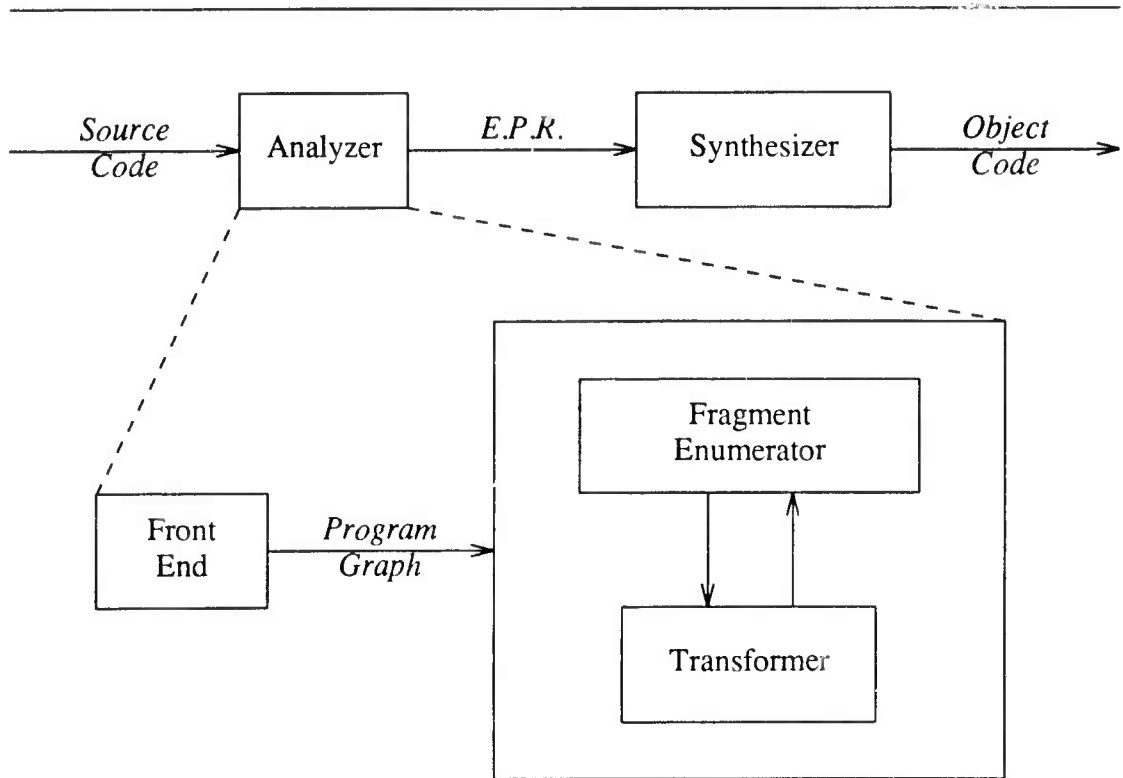 Source
Code
Analyzer
E.P.R.
Synthesizer
Object
Code
Fragment
Enumerator
Front
End
Program
Graph
Transformer